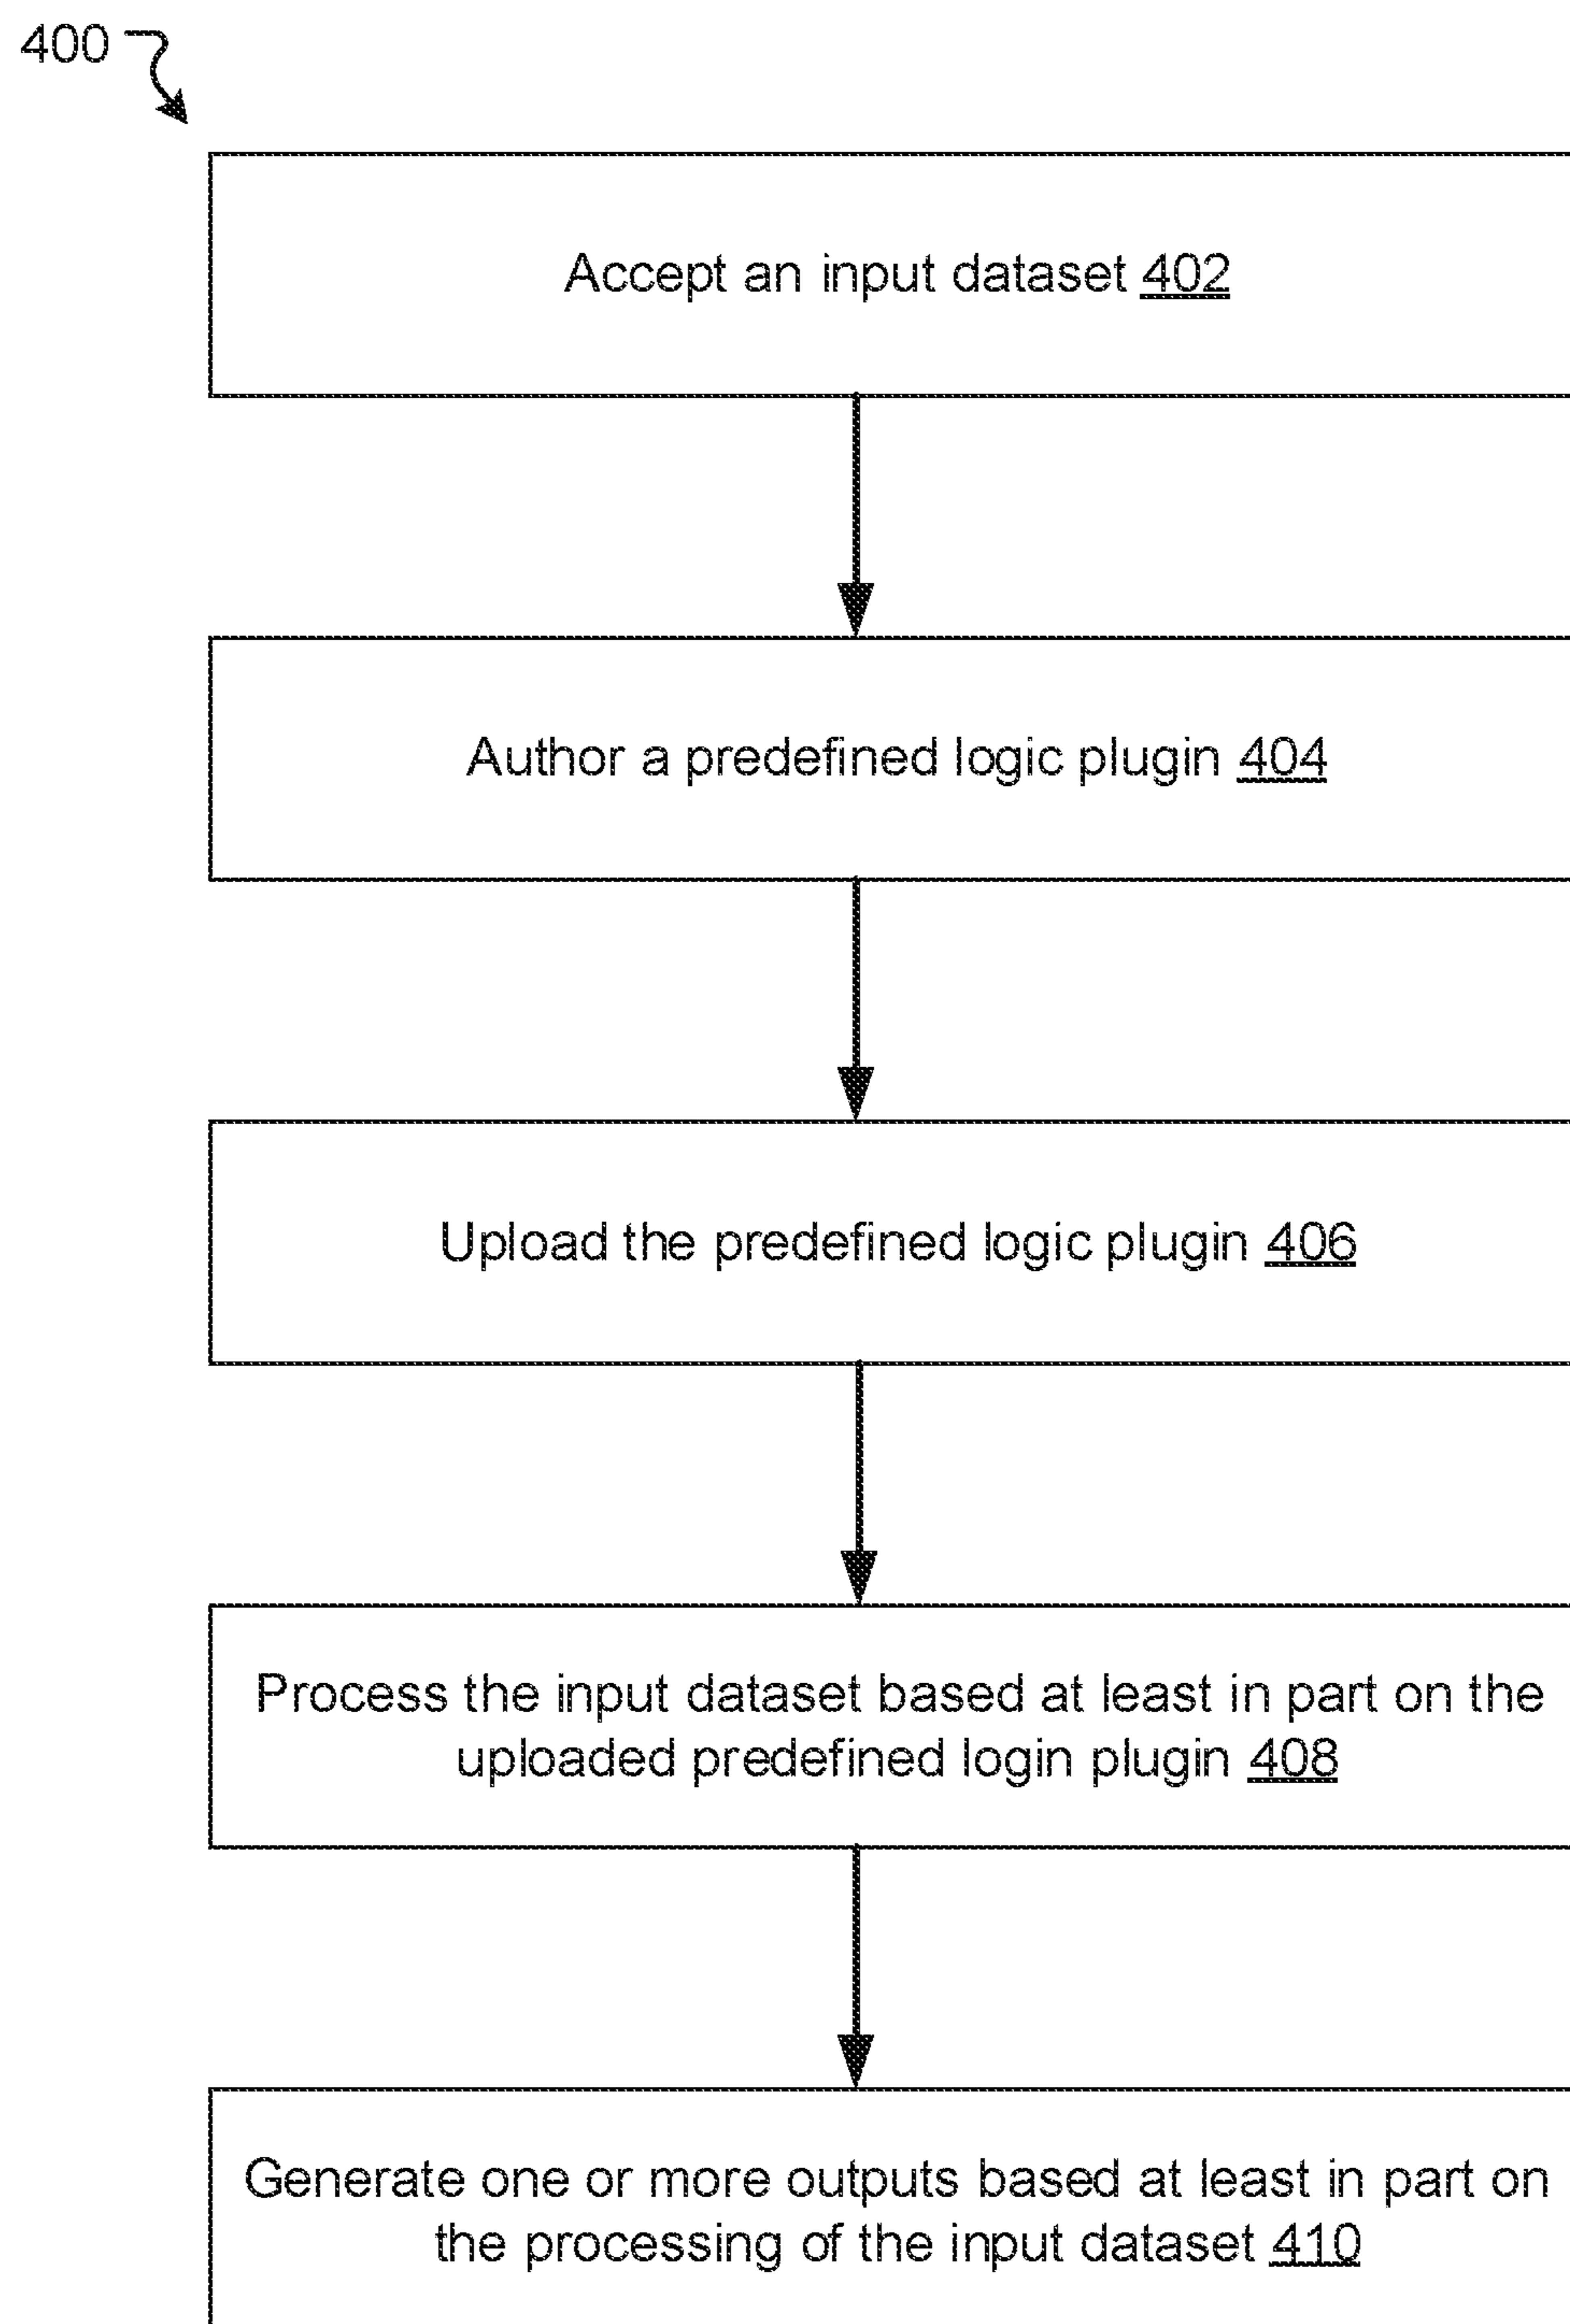 400
Accept an input dataset 402
Author a predefined logic plugin 404
Upload the predefined logic plugin 406
Process the input dataset based at least in part on the
uploaded predefined login plugin 408
Generate one or more outputs based at least in part on
the processing of the input dataset 410